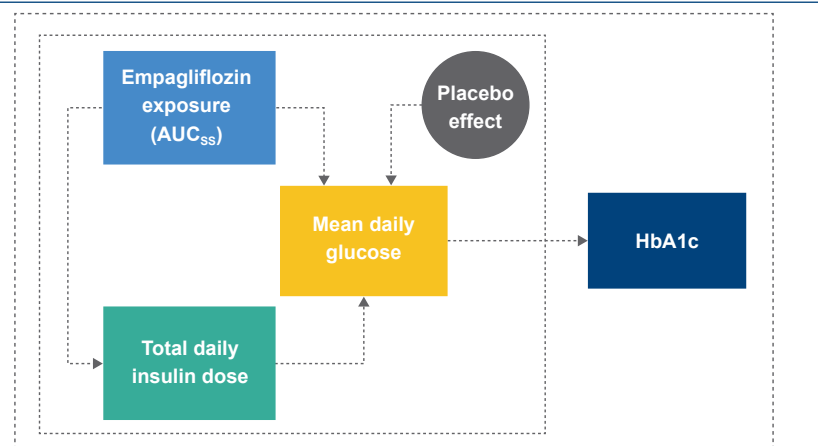 Empagliflozin
exposure
(AUCSS)
Placebo
effect
Mean daily
glucose
HbA1c
Total daily
insulin dose